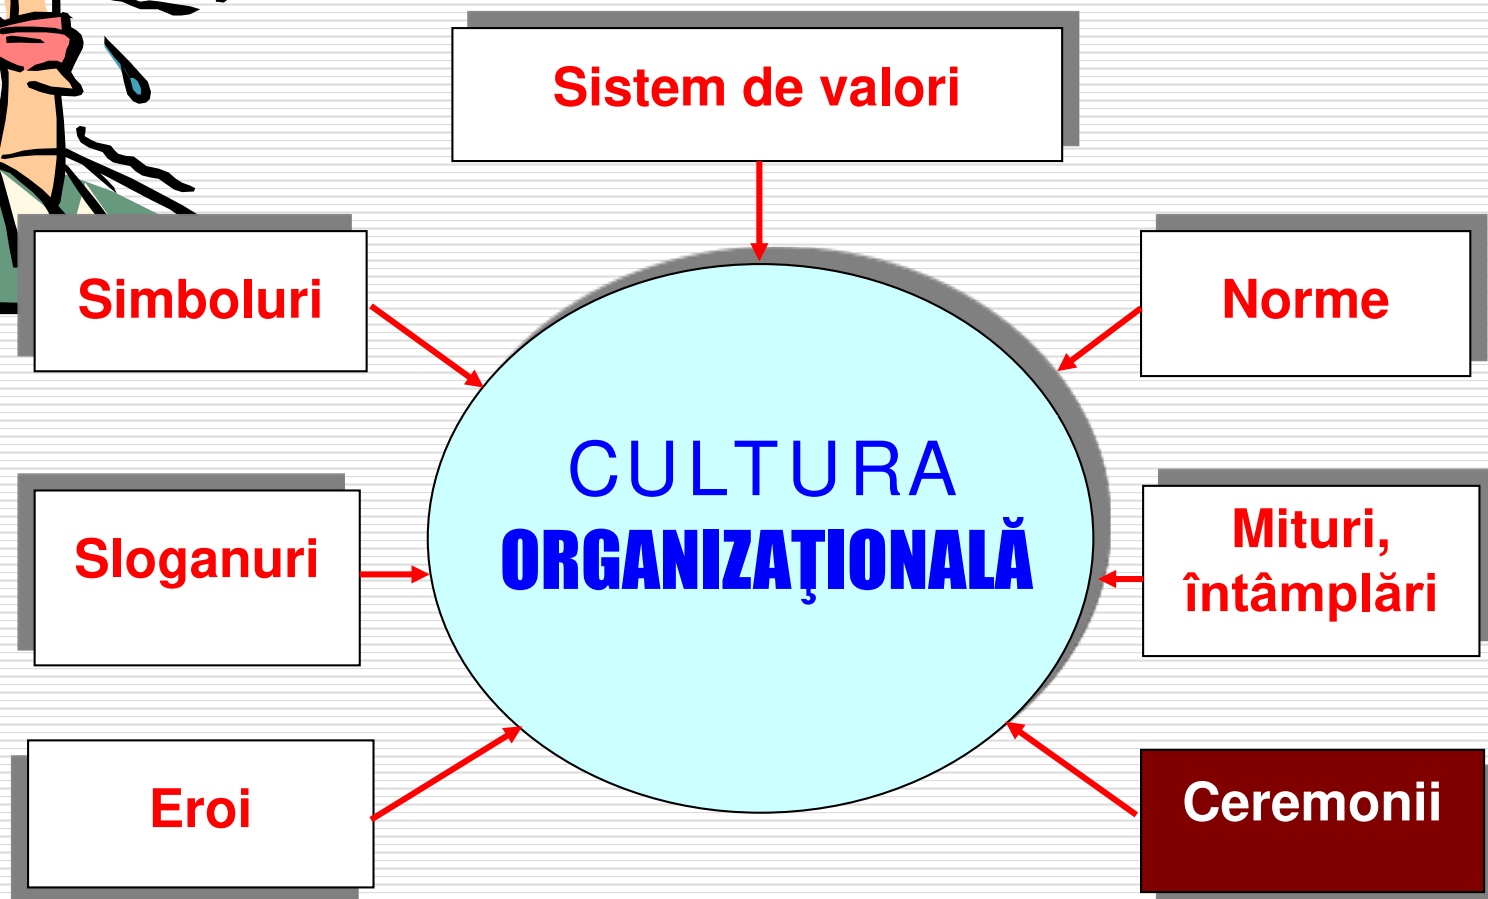 Sistem de valori
Simboluri
Norme
CULTURA
ORGANIZAŢIONALĂ
Sloganuri
Mituri,
întâmplări
Eroi
Ceremonii